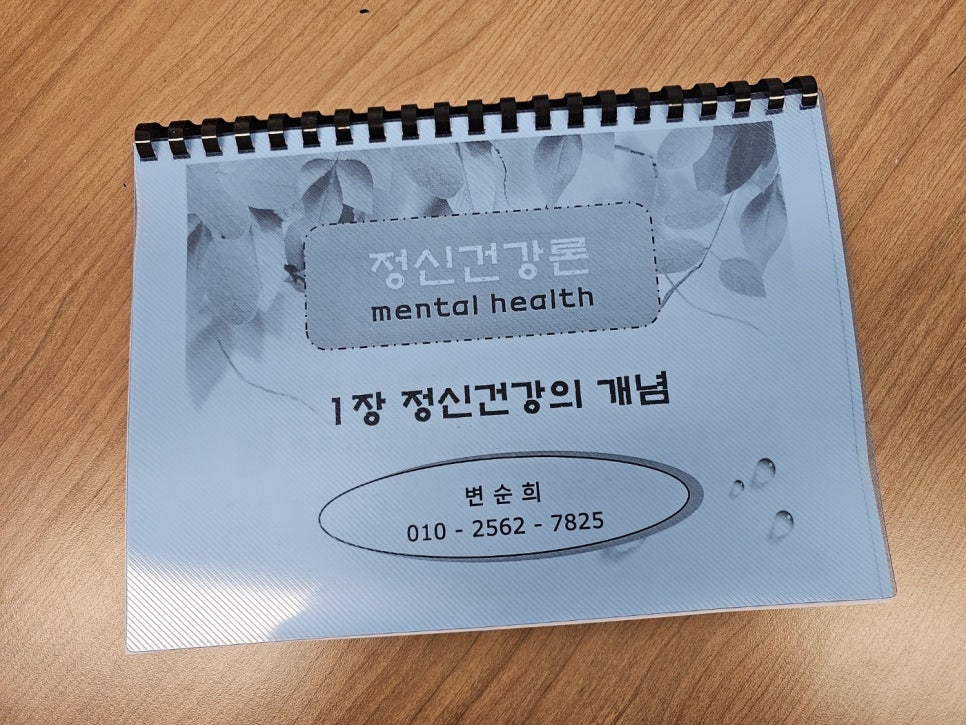 정신건강론
mental health
1장 정신건강의 개념
변 순 희
010 - 2562 - 7825